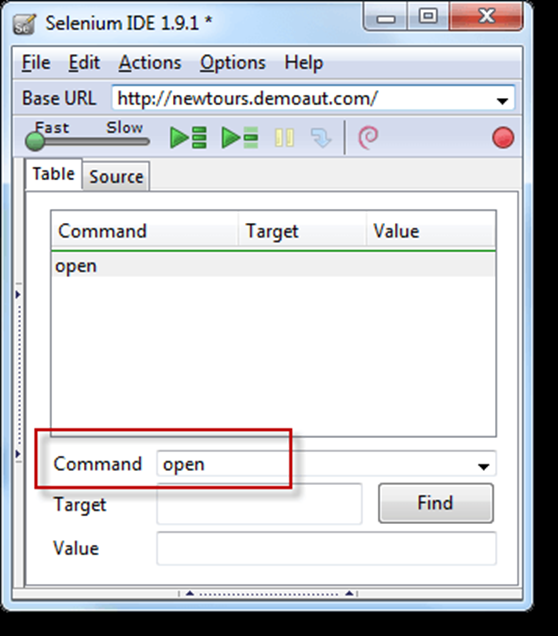 Se Selenium IDE 1.9.1 *
File Edit Actions Options Help
Base URL http://newtours.demoaut.com/
Fast Slow
Table Source
Command Target Value
open
Command open
Target Find
Value